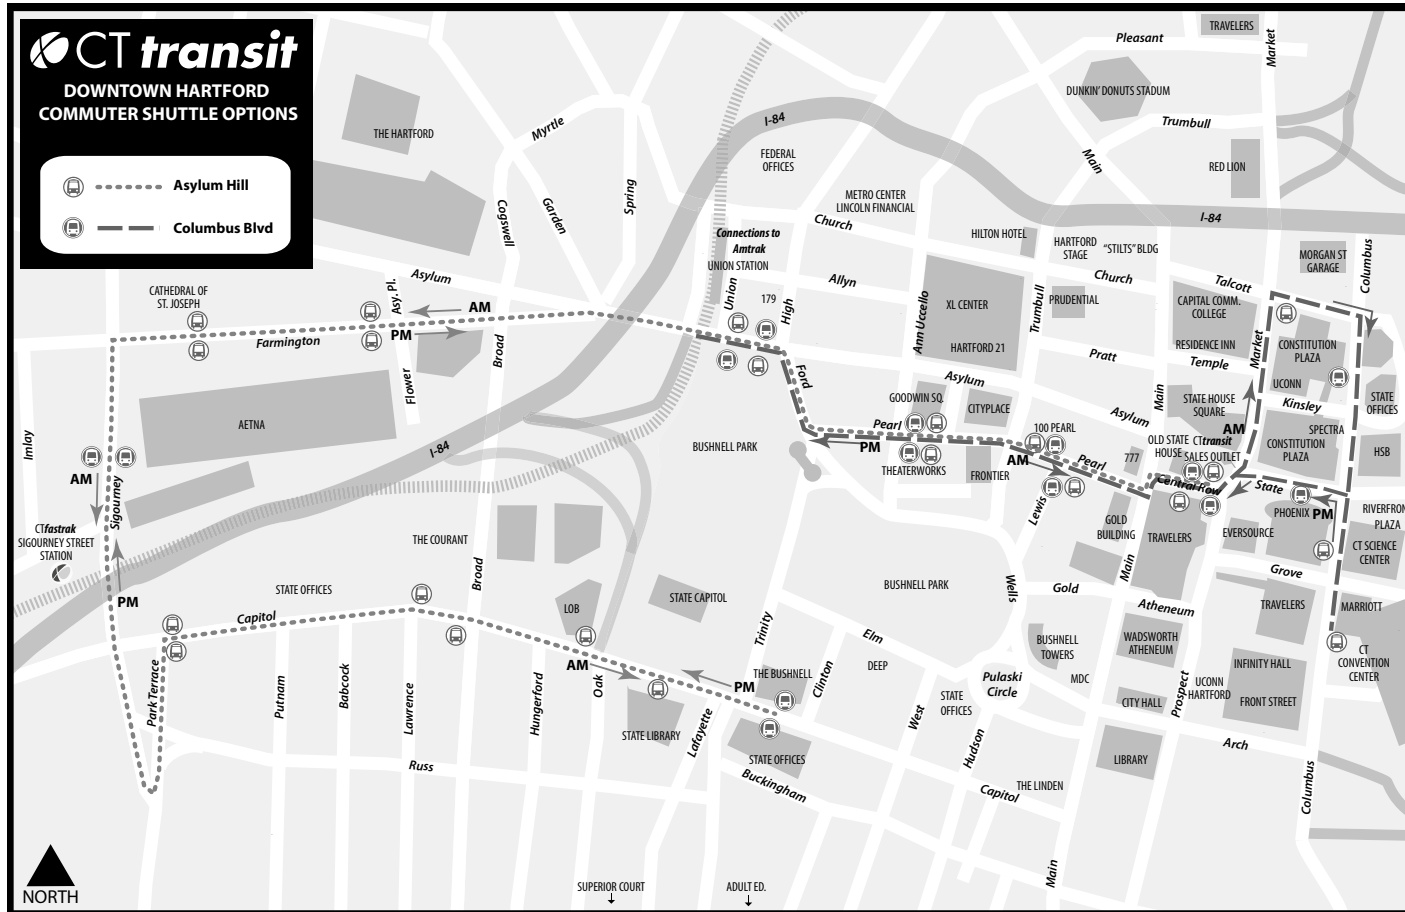 CT transit
DOWNTOWN HARTFORD
COMMUTER SHUTTLE OPTIONS
Asylum Hill
Columbus Blvd
TRAVELERS
Market
Pleasant
DUNKIN' DONUTS STADUM
Trumbull
THE HARTFORD
Myrtle
I-84
FEDERAL
OFFICES
Main
RED LION
METRO CENTER
LINCOLN FINANCIAL
Spring
Garden
Cogswell
Church
I-84
Connections to
Amtrak
UNION STATION
HILTON HOTEL
HARTFORD
STAGE
"STILTS" BLDG
MORGAN ST
GARAGE
Columbus
Asylum
Asy. Pl.
Union
179
High
Allyn
Church
Talcott
CATHEDRAL OF
ST. JOSEPH
AM
PM
Farmington
Ann Uccello
XL CENTER
HARTFORD 21
Trumbull
PRUDENTIAL
CAPITAL COMM.
COLLEGE
RESIDENCE INN
Market
CONSTITUTION
PLAZA
Broad
Flower
Ford
Pratt
Temple
UCONN
Asylum
Main
STATE HOUSE
SQUARE
Kinsley
STATE
OFFICES
GOODWIN SQ.
CITYPLACE
Asylum
AETNA
Imlay
I-84
BUSHNELL PARK
Pearl
PM
100 PEARL
AM
SPECTRA
CONSTITUTION
PLAZA
HSB
OLD STATE
HOUSE
CTtransit
SALES OUTLET
THEATERWORKS
AM
Pearl
777
FRONTIER
Central Row
State
AM
Sigourney
Lewis
PHOENIX
PM
RIVERFRON
PLAZA
CTfastrak
SIGOURNEY STREET
STATION
THE COURANT
GOLD
BUILDING
TRAVELERS
EVERSOURCE
CT SCIENCE
CENTER
Broad
Main
Grove
STATE OFFICES
STATE CAPITOL
BUSHNELL PARK
Wells
Gold
PM
LOB
Atheneum
TRAVELERS
MARRIOTT
Capitol
Trinity
Elm
BUSHNELL
TOWERS
WADSWORTH
ATHENEUM
CT
CONVENTION
CENTER
AM
PM
THE BUSHNELL
DEEP
Clinton
Pulaski
Circle
MDC
Prospect
UCONN
HARTFORD
INFINITY HALL
FRONT STREET
Park Terrace
Putnam
Babcock
Lawrence
Hungerford
Oak
STATE LIBRARY
Lafayette
West
STATE
OFFICES
CITY HALL
STATE OFFICES
Hudson
LIBRARY
Arch
Russ
Buckingham
Capitol
THE LINDEN
Columbus
Main
NORTH
SUPERIOR COURT
ADULT ED.